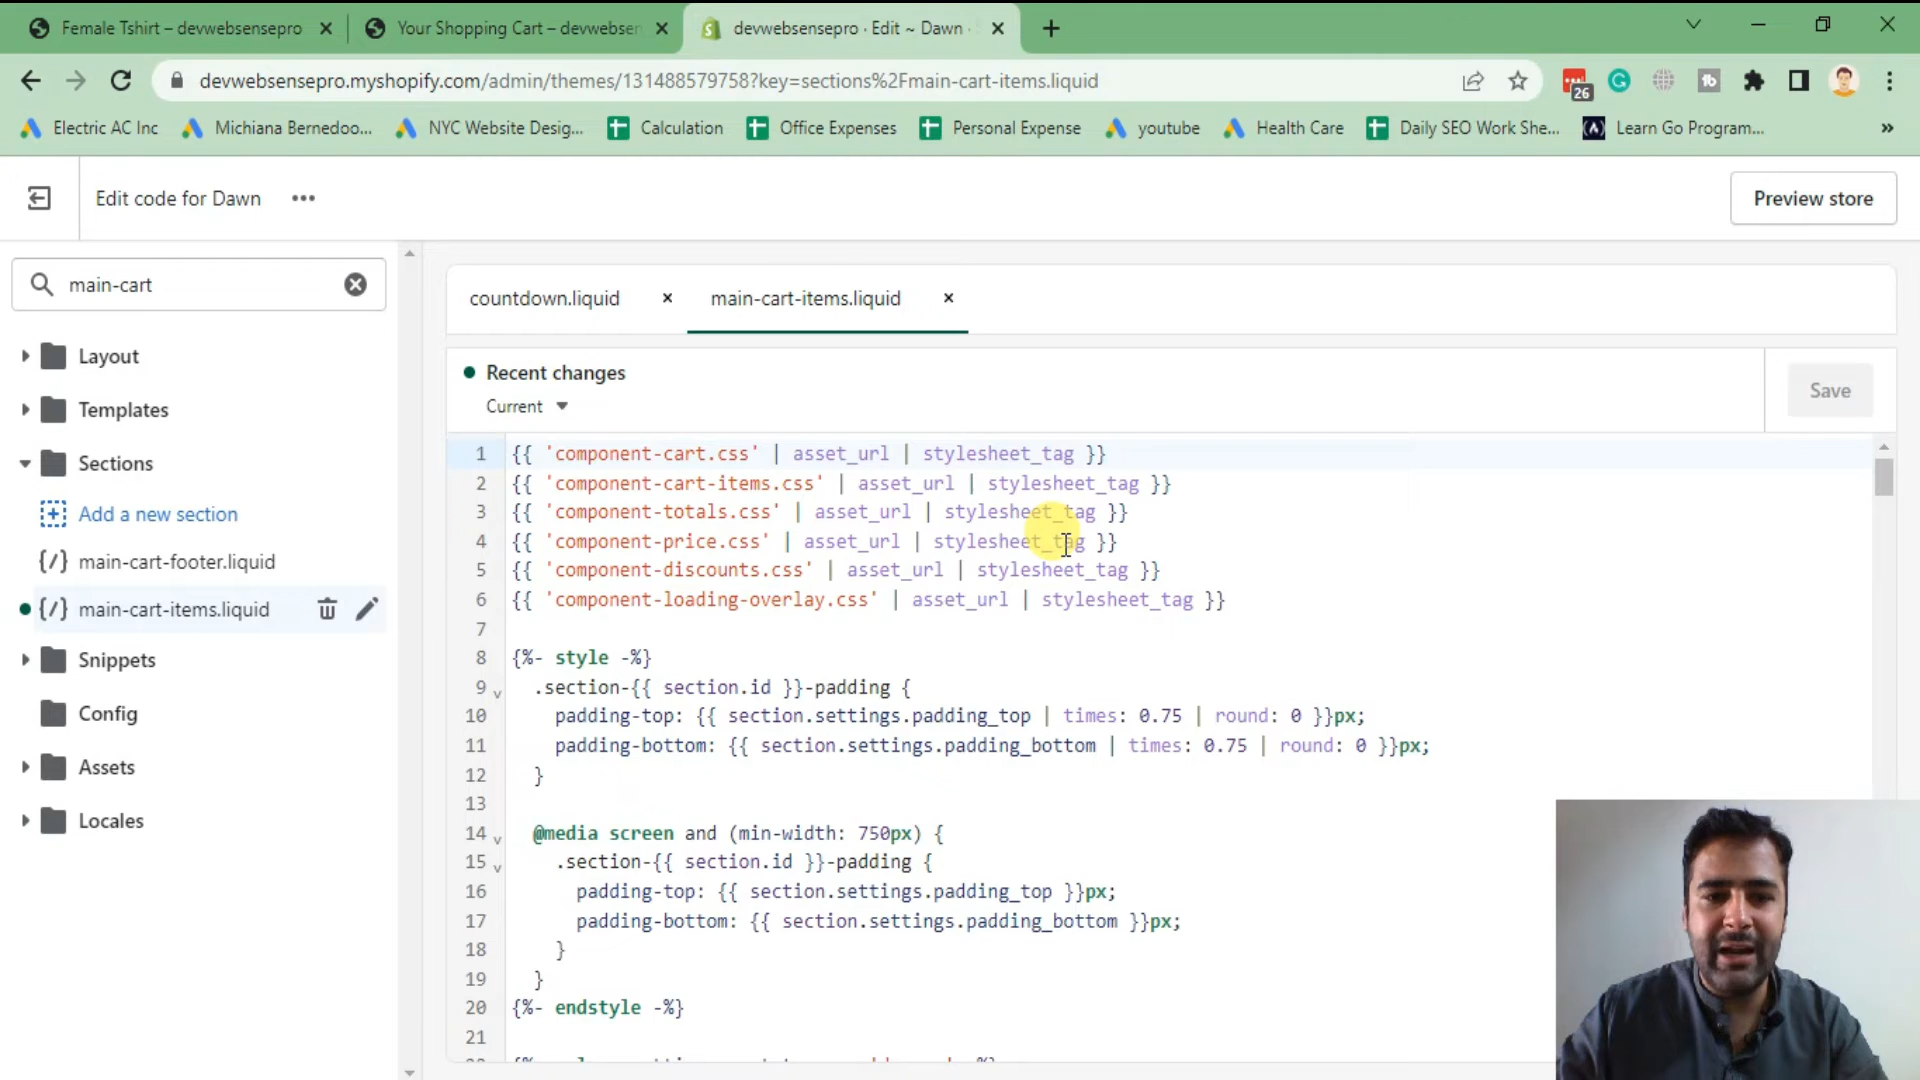 Female Tshirt – devwebsensepro
Your Shopping Cart – devwebsen
devwebsensepro · Edit ~ Dawn ·
devwebsensepro.myshopify.com/admin/themes/131488579758?key=sections%2Fmain-cart-items.liquid
26
tb
Electric AC Inc
Michiana Bernedoo...
NYC Website Desig...
Calculation
Office Expenses
Personal Expense
youtube
Health Care
Daily SEO Work She...
Learn Go Program...
»
Edit code for Dawn
Preview store
main-cart
Layout
Templates
Sections
Add a new section
{/} main-cart-footer.liquid
{/} main-cart-items.liquid
Snippets
Config
Assets
Locales
countdown.liquid
main-cart-items.liquid
Recent changes
Current
Save
1 {{ 'component-cart.css' | asset_url | stylesheet_tag }}
2 {{ 'component-cart-items.css' | asset_url | stylesheet_tag }}
3 {{ 'component-totals.css' | asset_url | stylesheet_tag }}
4 {{ 'component-price.css' | asset_url | stylesheet_tag }}
5 {{ 'component-discounts.css' | asset_url | stylesheet_tag }}
6 {{ 'component-loading-overlay.css' | asset_url | stylesheet_tag }}
7
8 {%- style -%}
9 .section-{{ section.id }}-padding {
10 padding-top: {{ section.settings.padding_top | times: 0.75 | round: 0 }}px;
11 padding-bottom: {{ section.settings.padding_bottom | times: 0.75 | round: 0 }}px;
12 }
13
14 @media screen and (min-width: 750px) {
15 .section-{{ section.id }}-padding {
16 padding-top: {{ section.settings.padding_top }}px;
17 padding-bottom: {{ section.settings.padding_bottom }}px;
18 }
19 }
20 {%- endstyle -%}
21